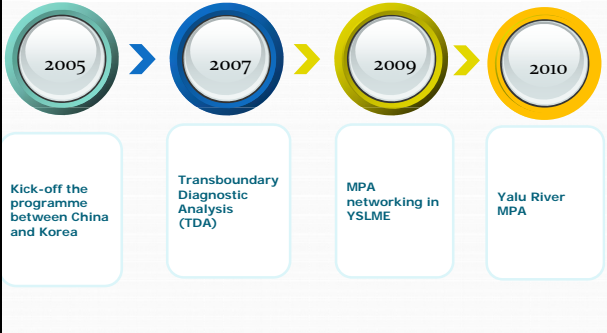 2005
2007
2009
2010
Kick-off the
programme
between China
and Korea
Transboundary
Diagnostic
Analysis
(TDA)
MPA
networking in
YSLME
Yalu River
MPA